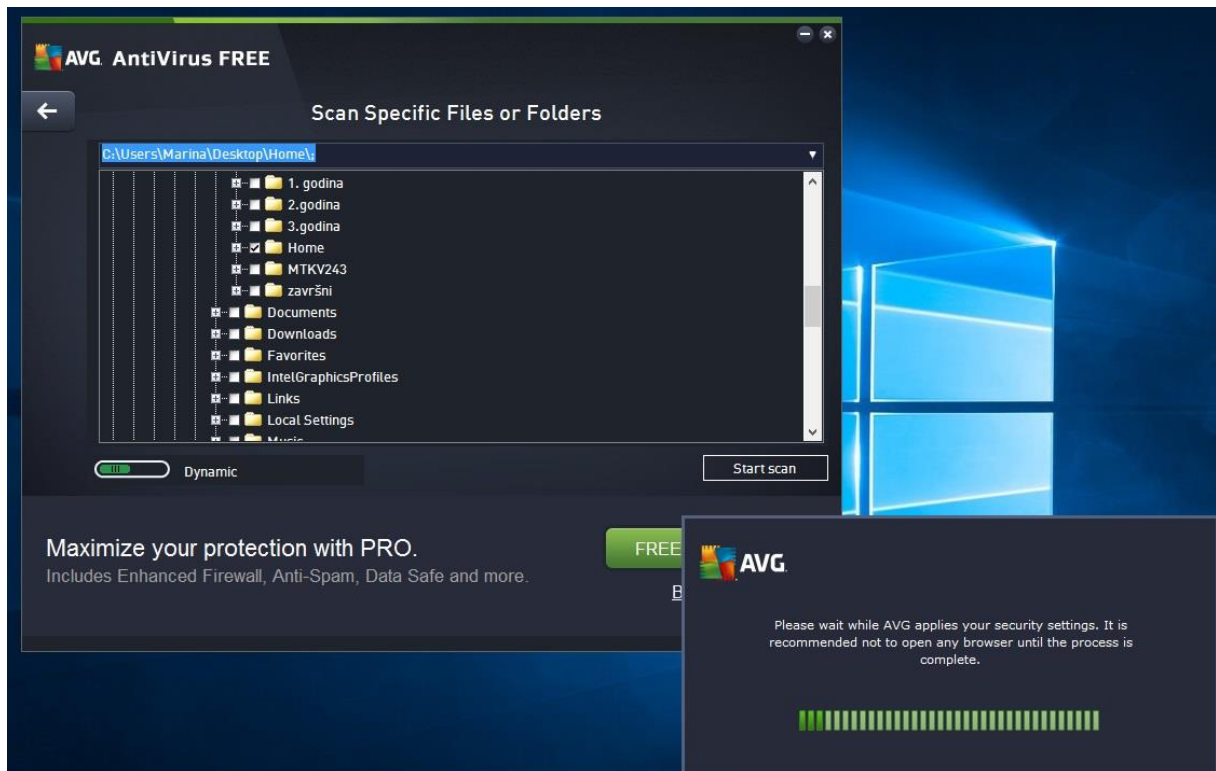 AVG. AntiVirus FREE
Scan Specific Files or Folders
C:\Users\Marina\Desktop\Home\;
1. godina
2.godina
3.godina
Home
MTKV243
završni
Documents
Downloads
Favorites
IntelGraphicsProfiles
Links
Local Settings
Music
Dynamic
Start scan
Maximize your protection with PRO.
Includes Enhanced Firewall, Anti-Spam, Data Safe and more.
FREE
AVG.
Please wait while AVG applies your security settings. It is
recommended not to open any browser until the process is
complete.